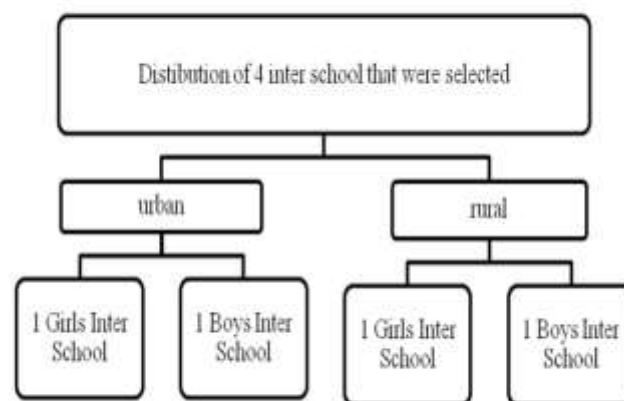 Distibution of 4 inter school that were selected
urban
rural
1 Girls Inter
School
1 Boys Inter
School
1 Girls Inter
School
1 Boys Inter
School